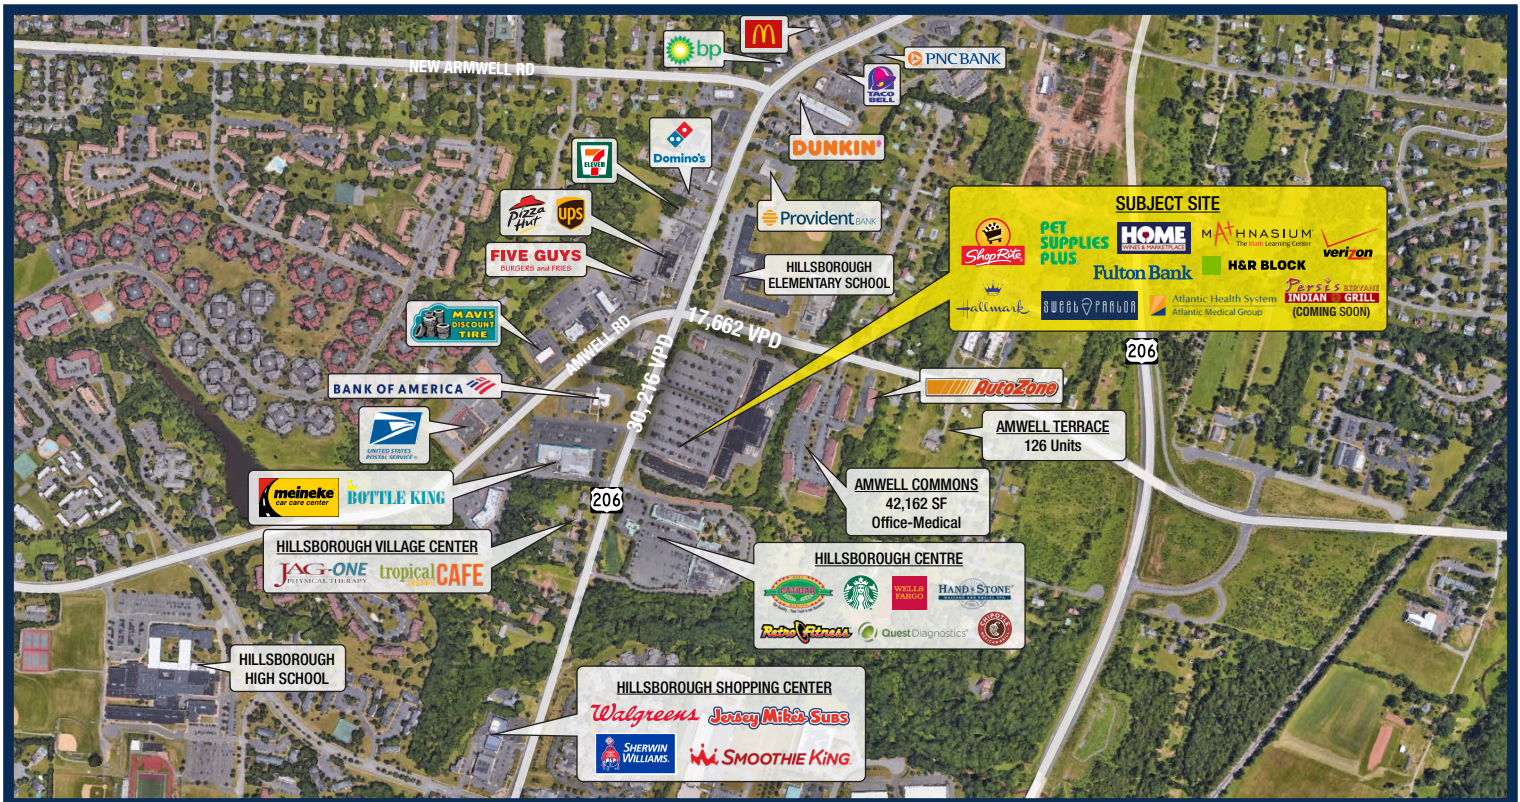 bp
PNC BANK
NEW ARMWELL RD
TACO
BELL
Domino's
DUNKIN'
7
ELEVEN
Pizza
Hut
ups
Provident BANK
FIVE GUYS
BURGERS and FRIES
HILLSBOROUGH
ELEMENTARY SCHOOL
SUBJECT SITE
ShopRite
PET
SUPPLIES
PLUS
HOME
WINES & MARKETPLACE
MATHNASIUM
The Math Learning Center
verizon
Fulton Bank
H&R BLOCK
Hallmark
SWEET PARLOR
Atlantic Health System
Atlantic Medical Group
Persis BIRYANI
INDIAN GRILL
(COMING SOON)
MAVIS
DISCOUNT
TIRE
AMWELL RD
17,662 VPD
30, 216 VPD
206
BANK OF AMERICA
AutoZone
UNITED STATES
POSTAL SERVICE
AMWELL TERRACE
126 Units
meineke
car care center
BOTTLE KING
206
AMWELL COMMONS
42,162 SF
Office-Medical
HILLSBOROUGH VILLAGE CENTER
JAG-ONE
PHYSICAL THERAPY
tropical
CAFE
HILLSBOROUGH CENTRE
WELLS
FARGO
HAND & STONE
MASSAGE AND FACIAL SPA
Retro Fitness
Quest Diagnostics
CHIPOTLE
HILLSBOROUGH
HIGH SCHOOL
HILLSBOROUGH SHOPPING CENTER
Walgreens
Jersey Mike's SUBS
SHERWIN
WILLIAMS.
SMOOTHIE KING